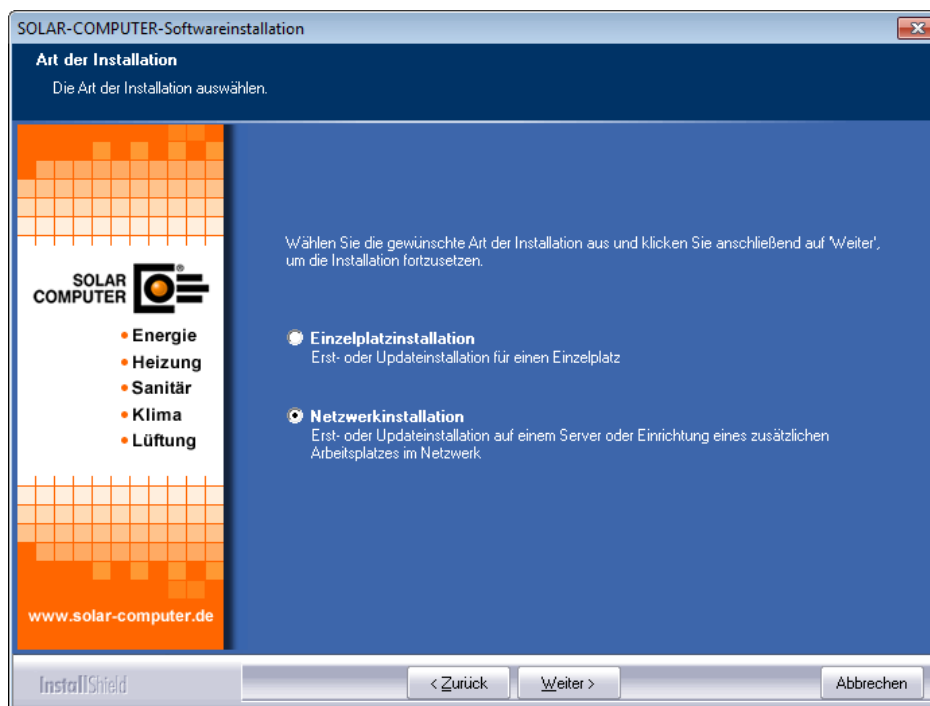 SOLAR-COMPUTER-Softwareinstallation
Art der Installation
Die Art der Installation auswählen.
Wählen Sie die gewünschte Art der Installation aus und klicken Sie anschließend auf 'Weiter',
um die Installation fortzusetzen.
SOLAR
COMPUTER
®
• Energie
• Heizung
• Sanitär
• Klima
• Lüftung
Einzelplatzinstallation
Erst- oder Updateinstallation für einen Einzelplatz
Netzwerkinstallation
Erst- oder Updateinstallation auf einem Server oder Einrichtung eines zusätzlichen
Arbeitsplatzes im Netzwerk
www.solar-computer.de
InstallShield
< Zurück
Weiter >
Abbrechen